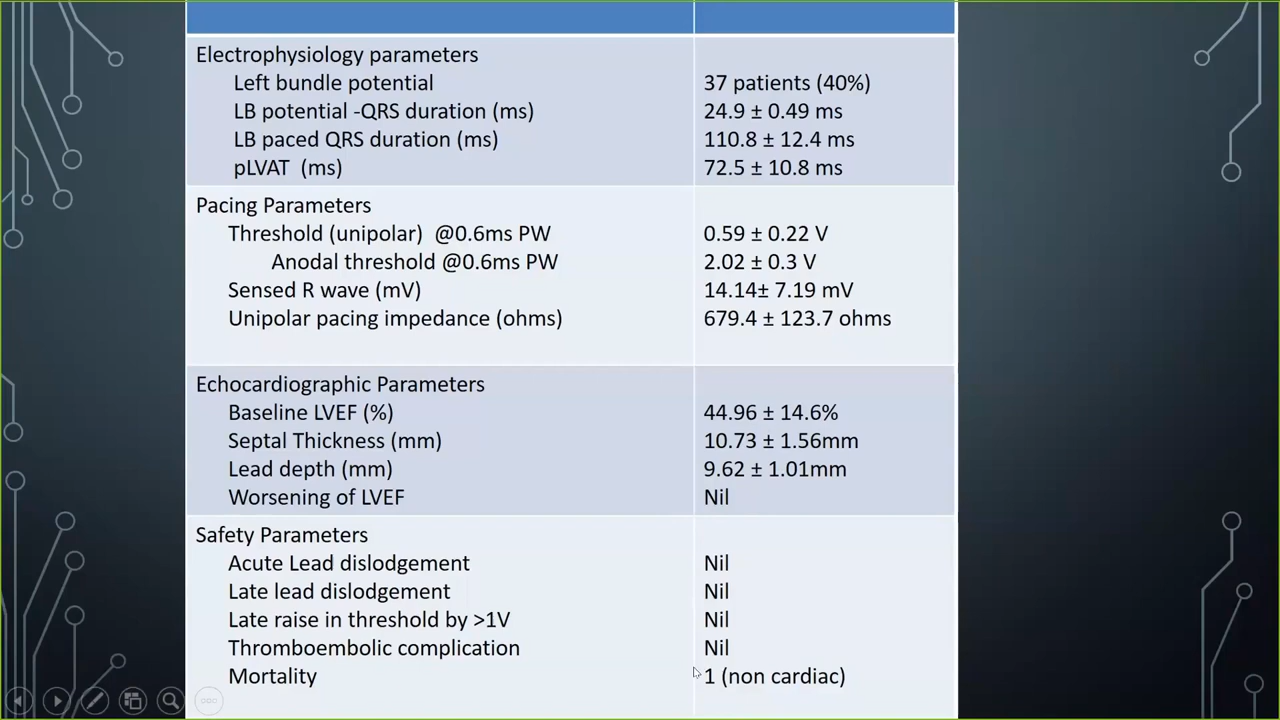 Electrophysiology parameters
Left bundle potential 37 patients (40%)
LB potential -QRS duration (ms) 24.9 ± 0.49 ms
LB paced QRS duration (ms) 110.8 ± 12.4 ms
pLVAT (ms) 72.5 ± 10.8 ms
Pacing Parameters
Threshold (unipolar) @0.6ms PW 0.59 ± 0.22 V
Anodal threshold @0.6ms PW 2.02 ± 0.3 V
Sensed R wave (mV) 14.14± 7.19 mV
Unipolar pacing impedance (ohms) 679.4 ± 123.7 ohms
Echocardiographic Parameters
Baseline LVEF (%) 44.96 ± 14.6%
Septal Thickness (mm) 10.73 ± 1.56mm
Lead depth (mm) 9.62 ± 1.01mm
Worsening of LVEF Nil
Safety Parameters
Acute Lead dislodgement Nil
Late lead dislodgement Nil
Late raise in threshold by >1V Nil
Thromboembolic complication Nil
Mortality 1 (non cardiac)